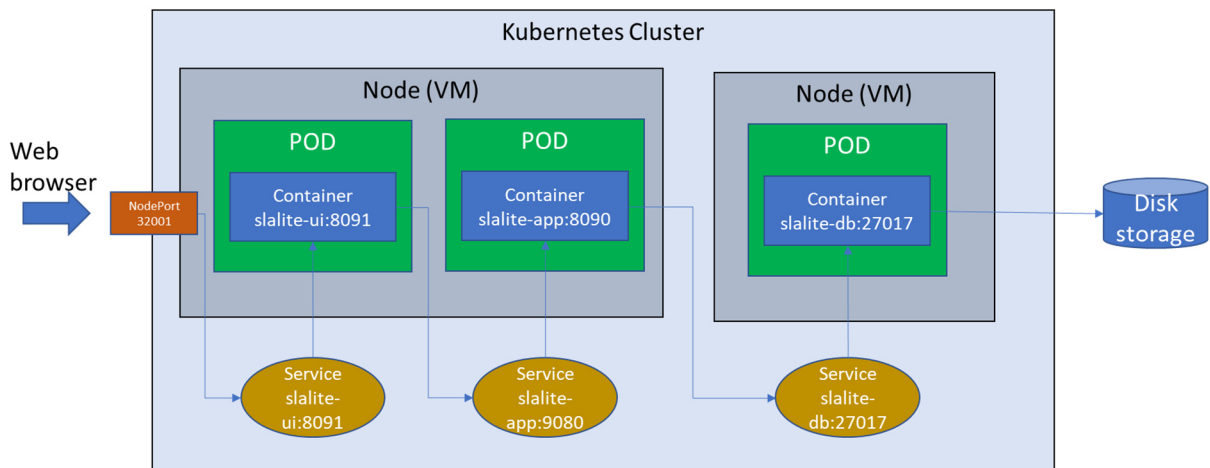 Kubernetes Cluster
Node (VM)
Node (VM)
POD
POD
POD
Web
browser
NodePort
32001
Container
slalite-ui:8091
Container
slalite-app:8090
Container
slalite-db:27017
Disk
storage
Service
slalite-
ui:8091
Service
slalite-
app:9080
Service
slalite-
db:27017